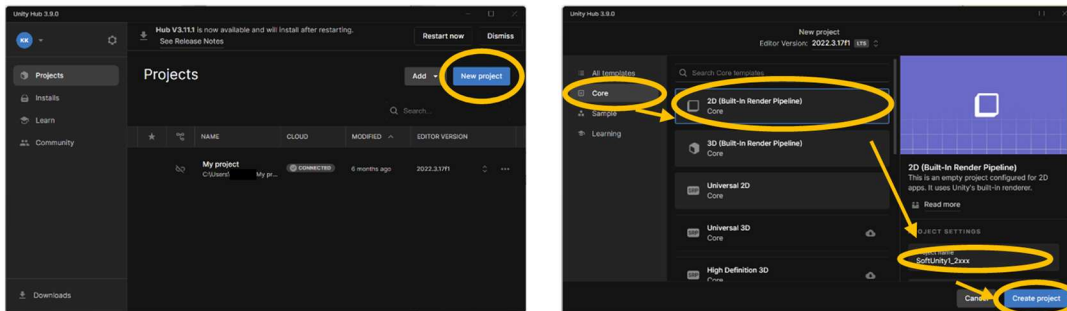 Unity Hub 3.9.0
KK
Hub V3.11.1 is now available and will install after restarting.
See Release Notes
Restart now
Dismiss
Projects
Installs
Learn
Community
Downloads
Projects
Add
New project
Search...
NAME CLOUD MODIFIED EDITOR VERSION
My project
C:\Users\ My pr...
CONNECTED
6 months ago
2022.3.17f1
Unity Hub 3.9.0
New project
Editor Version: 2022.3.17f1 LTS
All templates
Core
Sample
Learning
Search Core templates
2D (Built-In Render Pipeline)
Core
3D (Built-In Render Pipeline)
Core
SRP
Universal 2D
Core
SRP
Universal 3D
Core
SRP
High Definition 3D
Core
2D (Built-In Render Pipeline)
This is an empty project configured for 2D
apps. It uses Unity's built-in renderer.
Read more
PROJECT SETTINGS
Project name
SoftUnity1_2xxx
Cancel
Create project